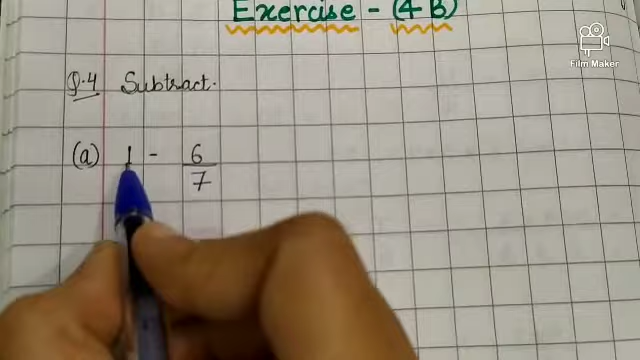 Exercise - (4 B)
Film Maker
Q.4 Subtract.
(a) 1 - 6/7